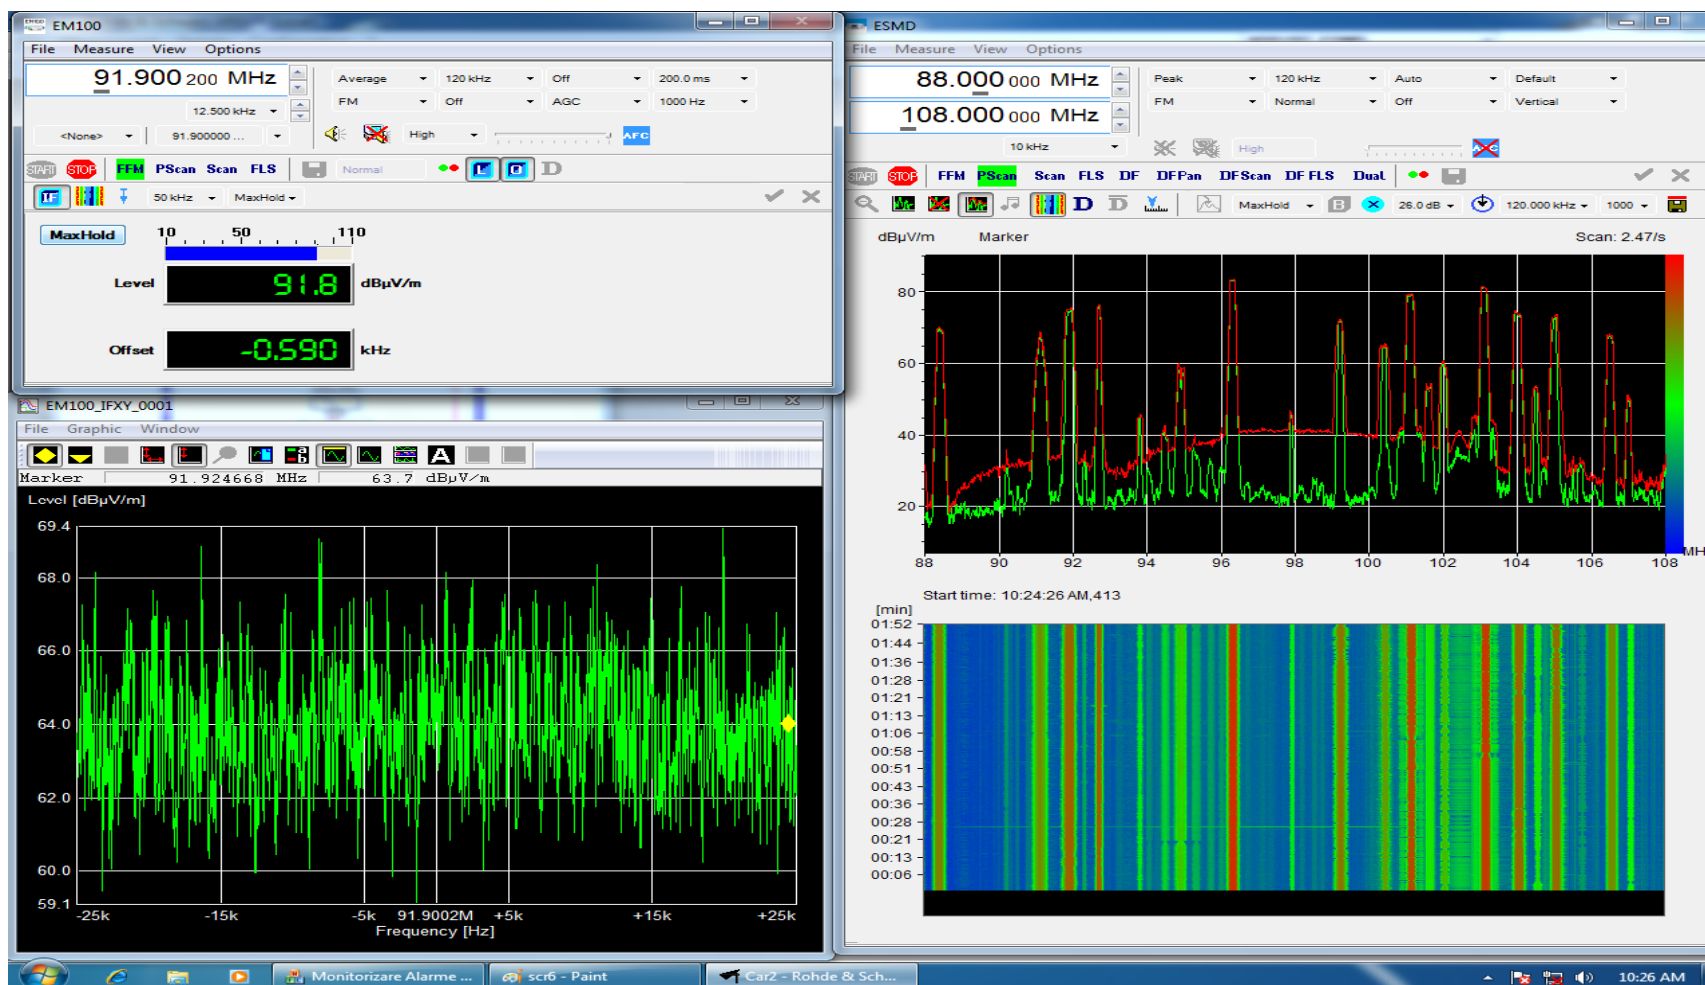 EM100
File Measure View Options
91.900 200 MHz
Average 120 kHz Off 200.0 ms
FM Off AGC 1000 Hz
12.500 kHz
<None> 91.900000 ...
High AFC
START STOP FFM PScan Scan FLS Normal L O D
IF 50 kHz MaxHold
MaxHold 10 50 110
Level 91.8 dBµV/m
Offset -0.590 kHz
EM100_IFXY_0001
File Graphic Window
A
Marker 91.924668 MHz 63.7 dBµV/m
Level [dBµV/m]
69.4
68.0
66.0
64.0
62.0
60.0
59.1
-25k -15k -5k 91.9002M +5k +15k +25k
Frequency [Hz]
ESMD
File Measure View Options
88.000 000 MHz
Peak 120 kHz Auto Default
108.000 000 MHz
FM Normal Off Vertical
10 kHz
High
START STOP FFM PScan Scan FLS DF DFPan DFScan DF FLS Dual
D D MaxHold B 26.0 dB 120.000 kHz 1000
dBµV/m Marker Scan: 2.47/s
80
60
40
20
MH
88 90 92 94 96 98 100 102 104 106 108
Start time: 10:24:26 AM,413
[min]
01:52
01:44
01:36
01:28
01:21
01:13
01:06
00:58
00:51
00:43
00:36
00:28
00:21
00:13
00:06
Monitorizare Alarme ... scr6 - Paint Car2 - Rohde & Sch... 10:26 AM